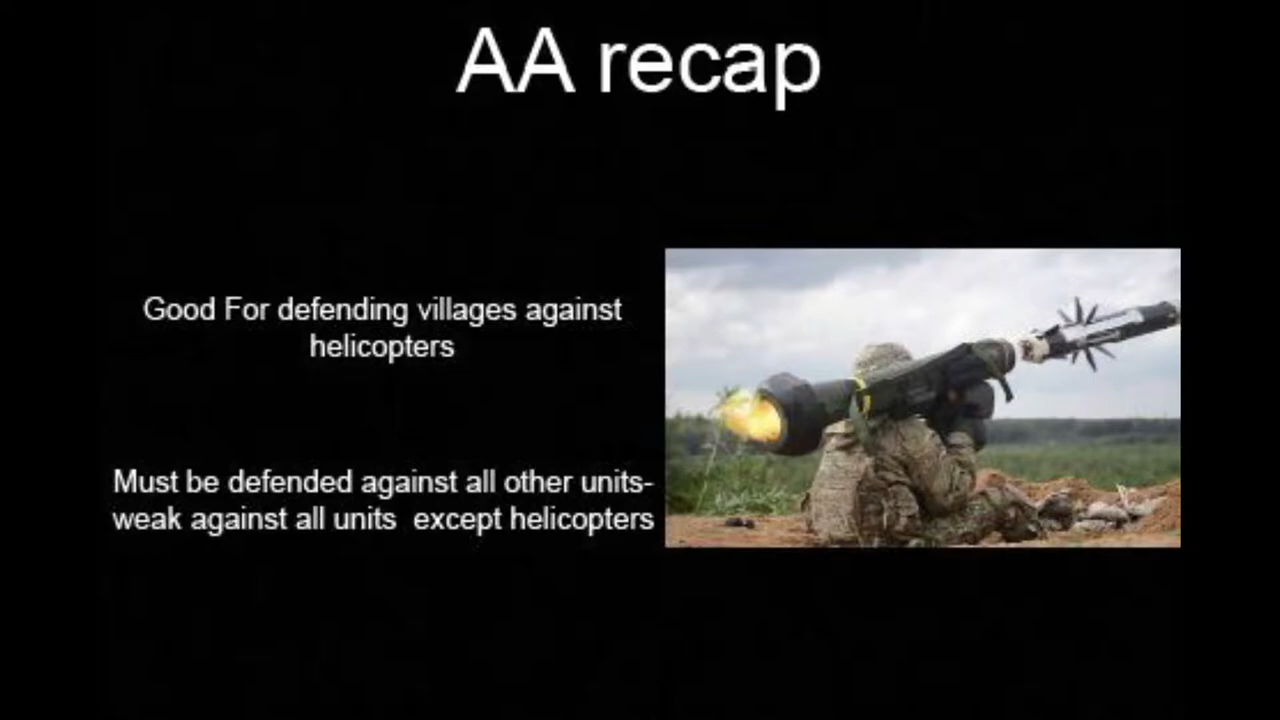 AA recap
Good For defending villages against
helicopters
Must be defended against all other units-
weak against all units  except helicopters